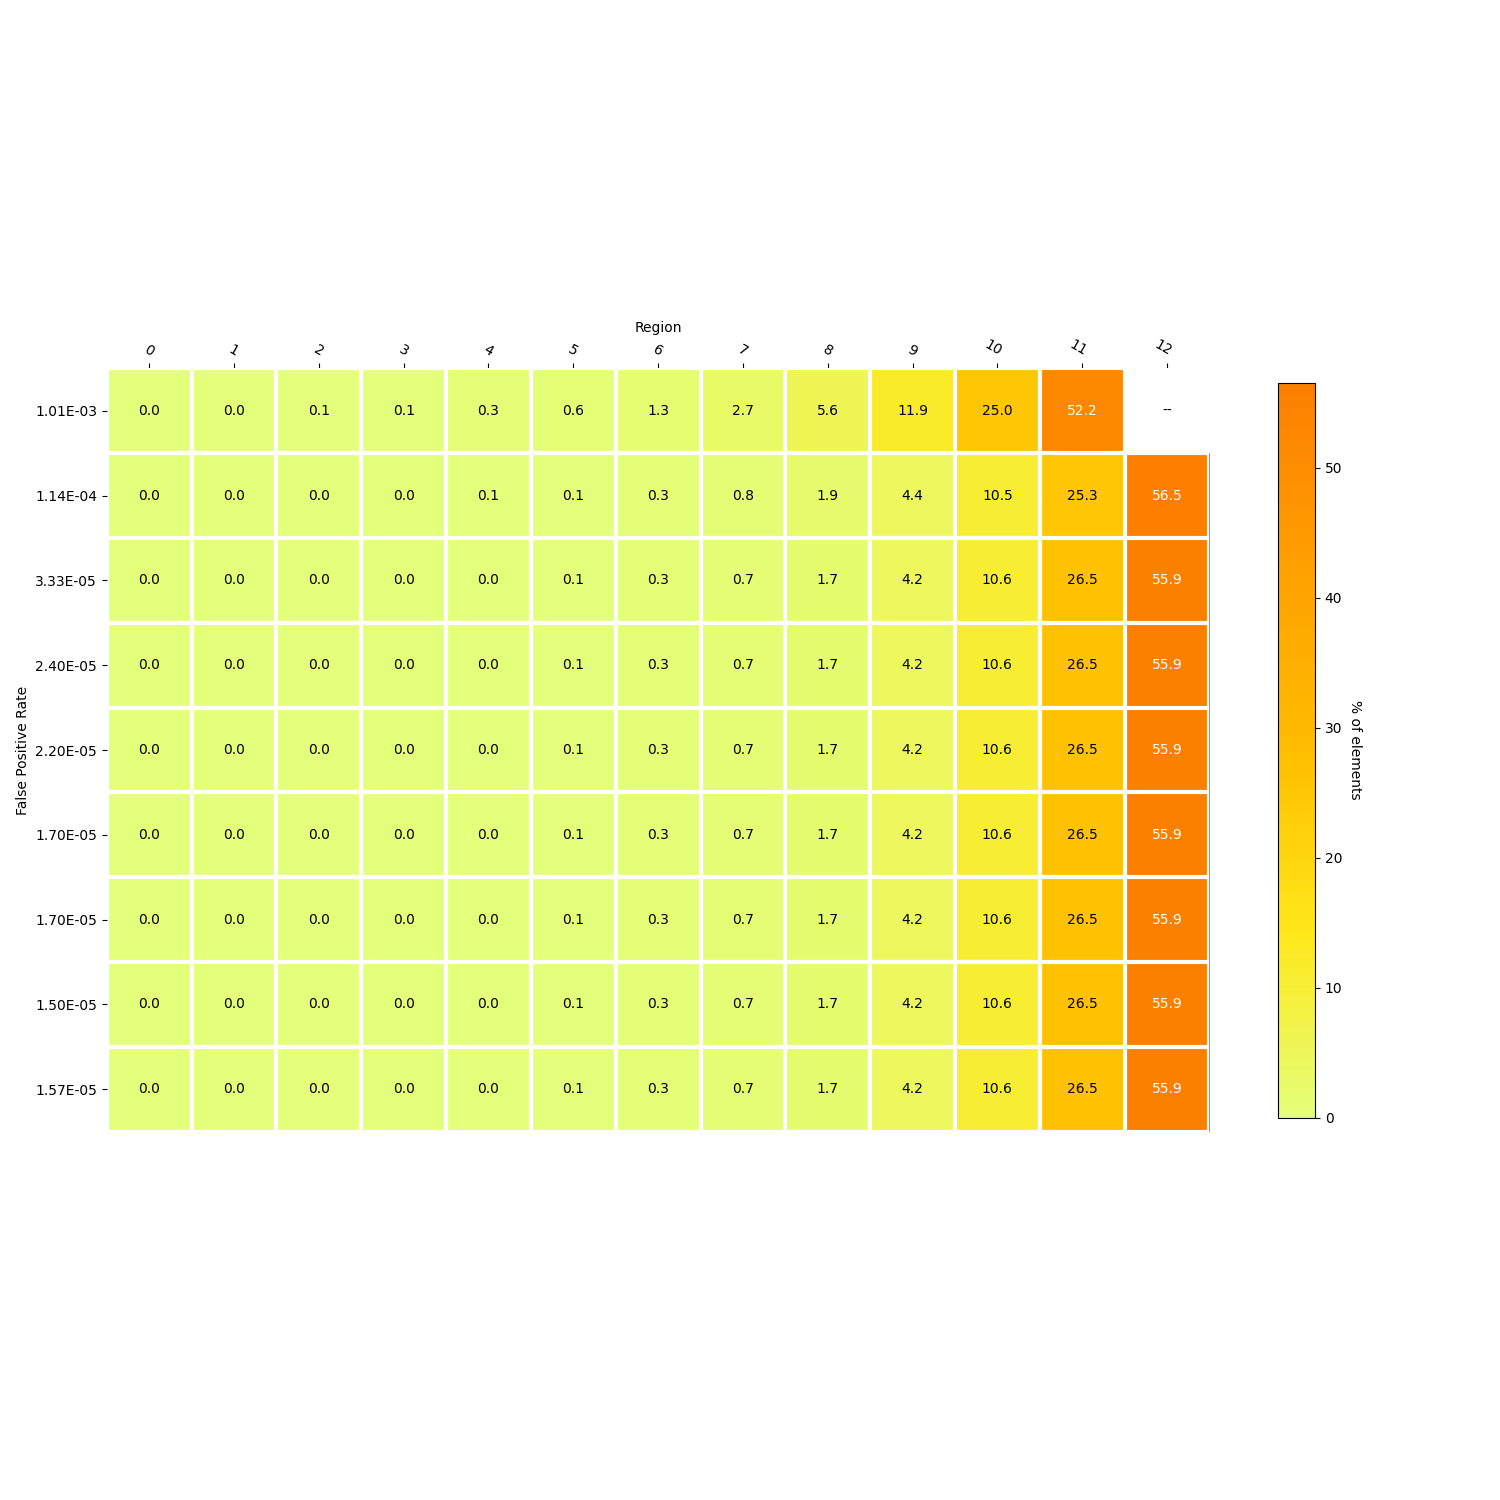 Region
0 1 2 3 4 5 6 7 8 9 10 11 12
1.01E-03 0.0 0.0 0.1 0.1 0.3 0.6 1.3 2.7 5.6 11.9 25.0 52.2 --
1.14E-04 0.0 0.0 0.0 0.0 0.1 0.1 0.3 0.8 1.9 4.4 10.5 25.3 56.5
3.33E-05 0.0 0.0 0.0 0.0 0.0 0.1 0.3 0.7 1.7 4.2 10.6 26.5 55.9
2.40E-05 0.0 0.0 0.0 0.0 0.0 0.1 0.3 0.7 1.7 4.2 10.6 26.5 55.9
2.20E-05 0.0 0.0 0.0 0.0 0.0 0.1 0.3 0.7 1.7 4.2 10.6 26.5 55.9
1.70E-05 0.0 0.0 0.0 0.0 0.0 0.1 0.3 0.7 1.7 4.2 10.6 26.5 55.9
1.70E-05 0.0 0.0 0.0 0.0 0.0 0.1 0.3 0.7 1.7 4.2 10.6 26.5 55.9
1.50E-05 0.0 0.0 0.0 0.0 0.0 0.1 0.3 0.7 1.7 4.2 10.6 26.5 55.9
1.57E-05 0.0 0.0 0.0 0.0 0.0 0.1 0.3 0.7 1.7 4.2 10.6 26.5 55.9
False Positive Rate
50
40
30
20
10
0
% of elements